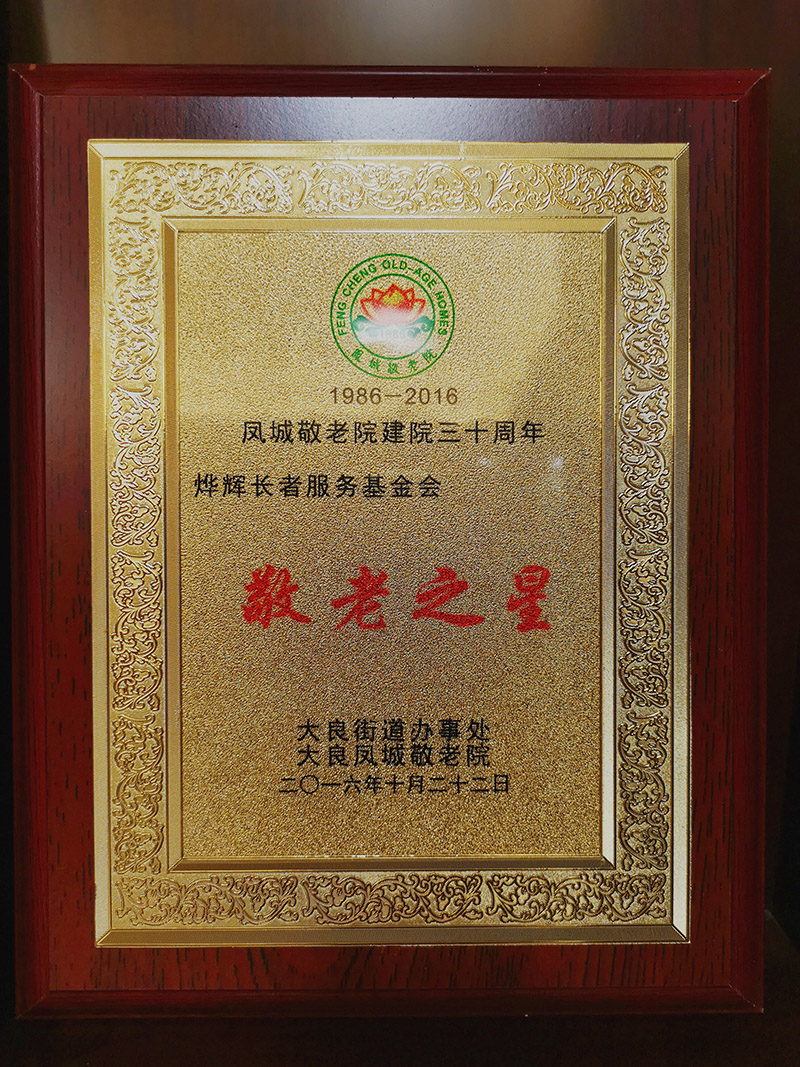 FENG CHENG OLD-AGE HOMES
凤城敬老院
1986－2016
凤城敬老院建院三十周年
烨辉长者服务基金会
敬老之星
大良街道办事处
大良凤城敬老院
二〇一六年十月二十二日